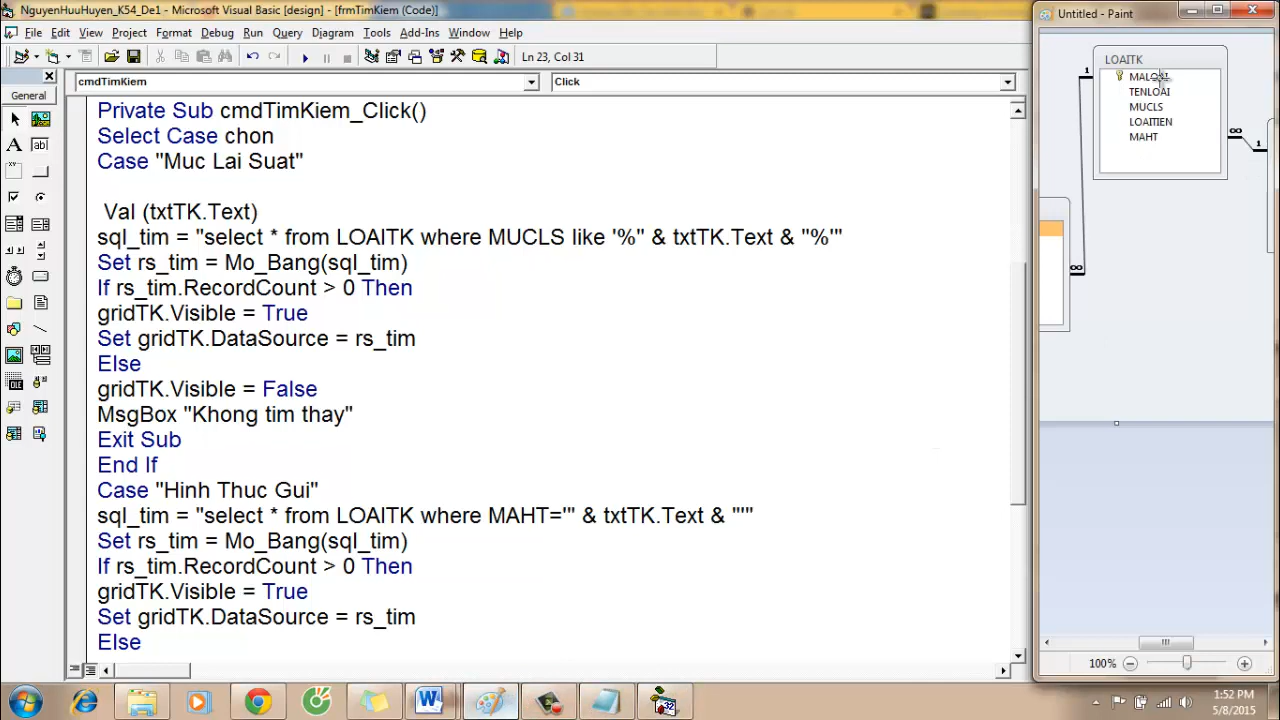 NguyenHuuHuyen_K54_De1 - Microsoft Visual Basic [design] - [frmTimKiem (Code)]
File Edit View Project Format Debug Run Query Diagram Tools Add-Ins Window Help
Ln 23, Col 31
General
cmdTimKiem
Click
Private Sub cmdTimKiem_Click()
Select Case chon
Case "Muc Lai Suat"
Val (txtTK.Text)
sql_tim = "select * from LOAITK where MUCLS like '%" & txtTK.Text & "%'"
Set rs_tim = Mo_Bang(sql_tim)
If rs_tim.RecordCount > 0 Then
gridTK.Visible = True
Set gridTK.DataSource = rs_tim
Else
gridTK.Visible = False
MsgBox "Khong tim thay"
Exit Sub
End If
Case "Hinh Thuc Gui"
sql_tim = "select * from LOAITK where MAHT='" & txtTK.Text & "'"
Set rs_tim = Mo_Bang(sql_tim)
If rs_tim.RecordCount > 0 Then
gridTK.Visible = True
Set gridTK.DataSource = rs_tim
Else
Untitled - Paint
LOAITK
MALOAI
TENLOAI
MUCLS
LOAITIEN
MAHT
1
∞
1
∞
100%
1:52 PM
5/8/2015